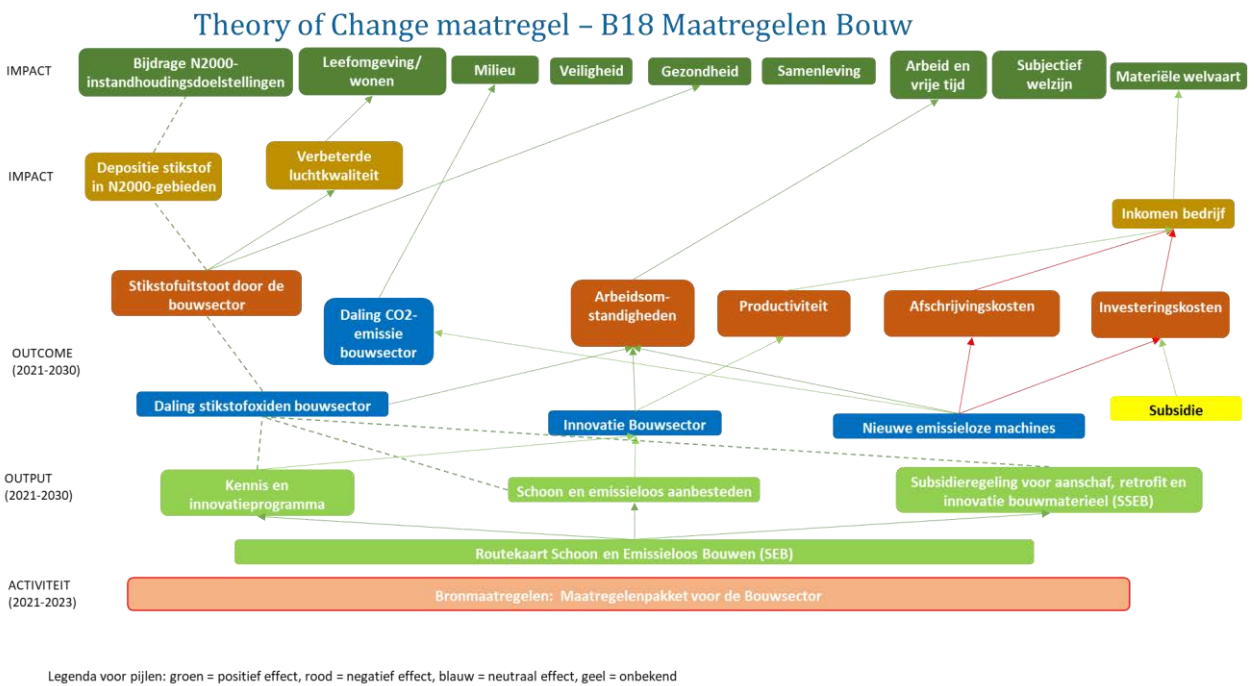 Theory of Change maatregel – B18 Maatregelen Bouw
IMPACT
Bijdrage N2000-
instandhoudingsdoelstellingen
Leefomgeving/
wonen
Milieu
Veiligheid
Gezondheid
Samenleving
Arbeid en
vrije tijd
Subjectief
welzijn
Materiële welvaart
IMPACT
Depositie stikstof
in N2000-gebieden
Verbeterde
luchtkwaliteit
Inkomen bedrijf
Stikstofuitstoot door de
bouwsector
Daling CO2-
emissie
bouwsector
Arbeidsom-
standigheden
Productiviteit
Afschrijvingskosten
Investeringskosten
OUTCOME
(2021-2030)
Daling stikstofoxiden bouwsector
Innovatie Bouwsector
Nieuwe emissieloze machines
Subsidie
OUTPUT
(2021-2030)
Kennis en
innovatieprogramma
Schoon en emissieloos aanbesteden
Subsidieregeling voor aanschaf, retrofit en
innovatie bouwmaterieel (SSEB)
Routekaart Schoon en Emissieloos Bouwen (SEB)
ACTIVITEIT
(2021-2023)
Bronmaatregelen: Maatregelenpakket voor de Bouwsector
Legenda voor pijlen: groen = positief effect, rood = negatief effect, blauw = neutraal effect, geel = onbekend